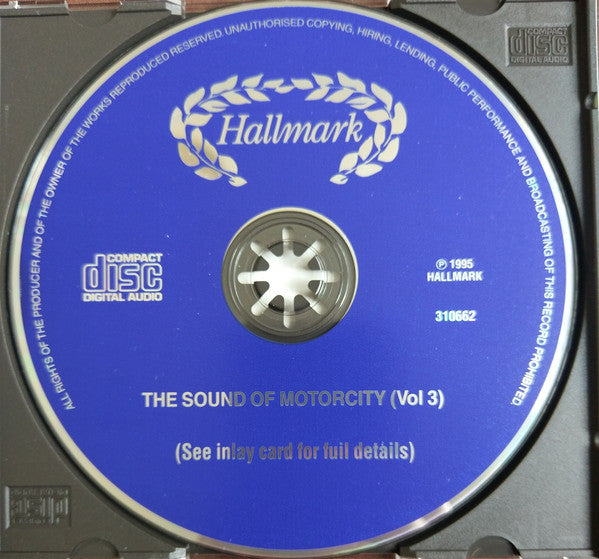 ALL RIGHTS OF THE PRODUCER AND OF THE OWNER OF THE WORKS REPRODUCED RESERVED. UNAUTHORISED COPYING, HIRING, LENDING, PUBLIC PERFORMANCE AND BROADCASTING OF THIS RECORD PROHIBITED.
COMPACT
disc
DIGITAL AUDIO
Hallmark
COMPACT
disc
DIGITAL AUDIO
℗ 1995
HALLMARK
310662
THE SOUND OF MOTORCITY (Vol 3)
(See inlay card for full details)